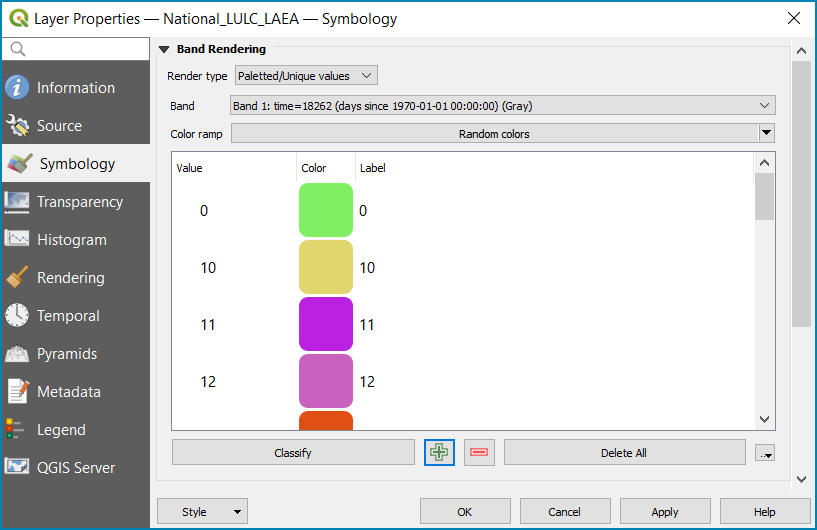 Layer Properties — National_LULC_LAEA — Symbology
Information
Source
Symbology
Transparency
Histogram
Rendering
Temporal
Pyramids
Metadata
Legend
QGIS Server
Band Rendering
Render type Paletted/Unique values
Band Band 1: time=18262 (days since 1970-01-01 00:00:00) (Gray)
Color ramp Random colors
Value Color Label
0 0
10 10
11 11
12 12
Classify Delete All ...
Style OK Cancel Apply Help